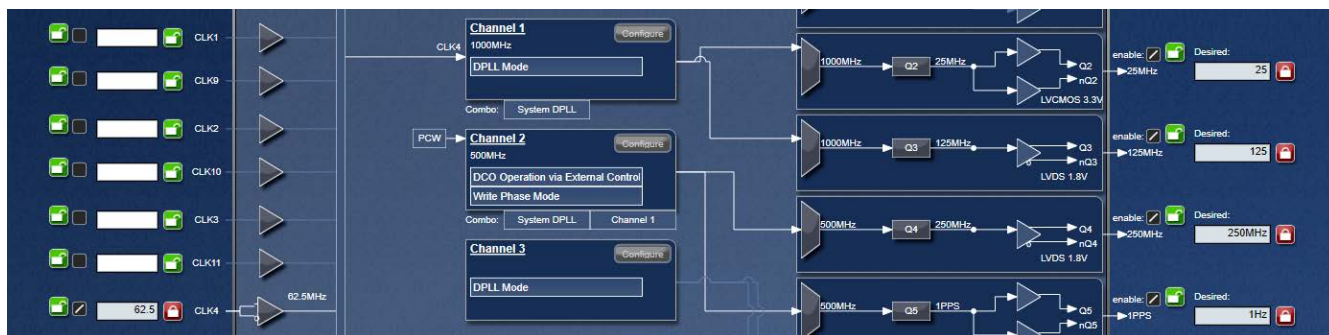 CLK1
CLK9
CLK2
CLK10
CLK3
CLK11
62.5
CLK4
62.5MHz
CLK4
Channel 1
Configure
1000MHz
DPLL Mode
Combo:
System DPLL
PCW
Channel 2
Configure
500MHz
DCO Operation via External Control
Write Phase Mode
Combo:
System DPLL
Channel 1
Channel 3
Configure
DPLL Mode
1000MHz
Q2
25MHz
Q2
nQ2
LVCMOS 3.3V
enable:
25MHz
Desired:
25
1000MHz
Q3
125MHz
Q3
nQ3
LVDS 1.8V
enable:
125MHz
Desired:
125
500MHz
Q4
250MHz
Q4
nQ4
LVDS 1.8V
enable:
250MHz
Desired:
250MHz
500MHz
Q5
1PPS
Q5
nQ5
enable:
1PPS
Desired:
1Hz